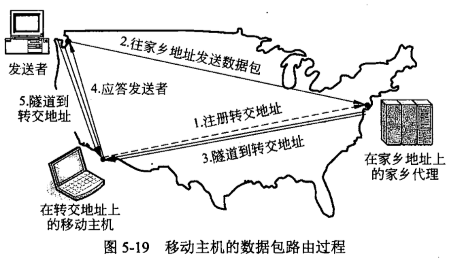 发送者
2.往家乡地址发送数据包
4.应答发送者
5.隧道到
转交地址
1.注册转交地址
3.隧道到转交地址
在家乡地址上
的家乡代理
在转交地址上
的移动主机
图 5-19 移动主机的数据包路由过程